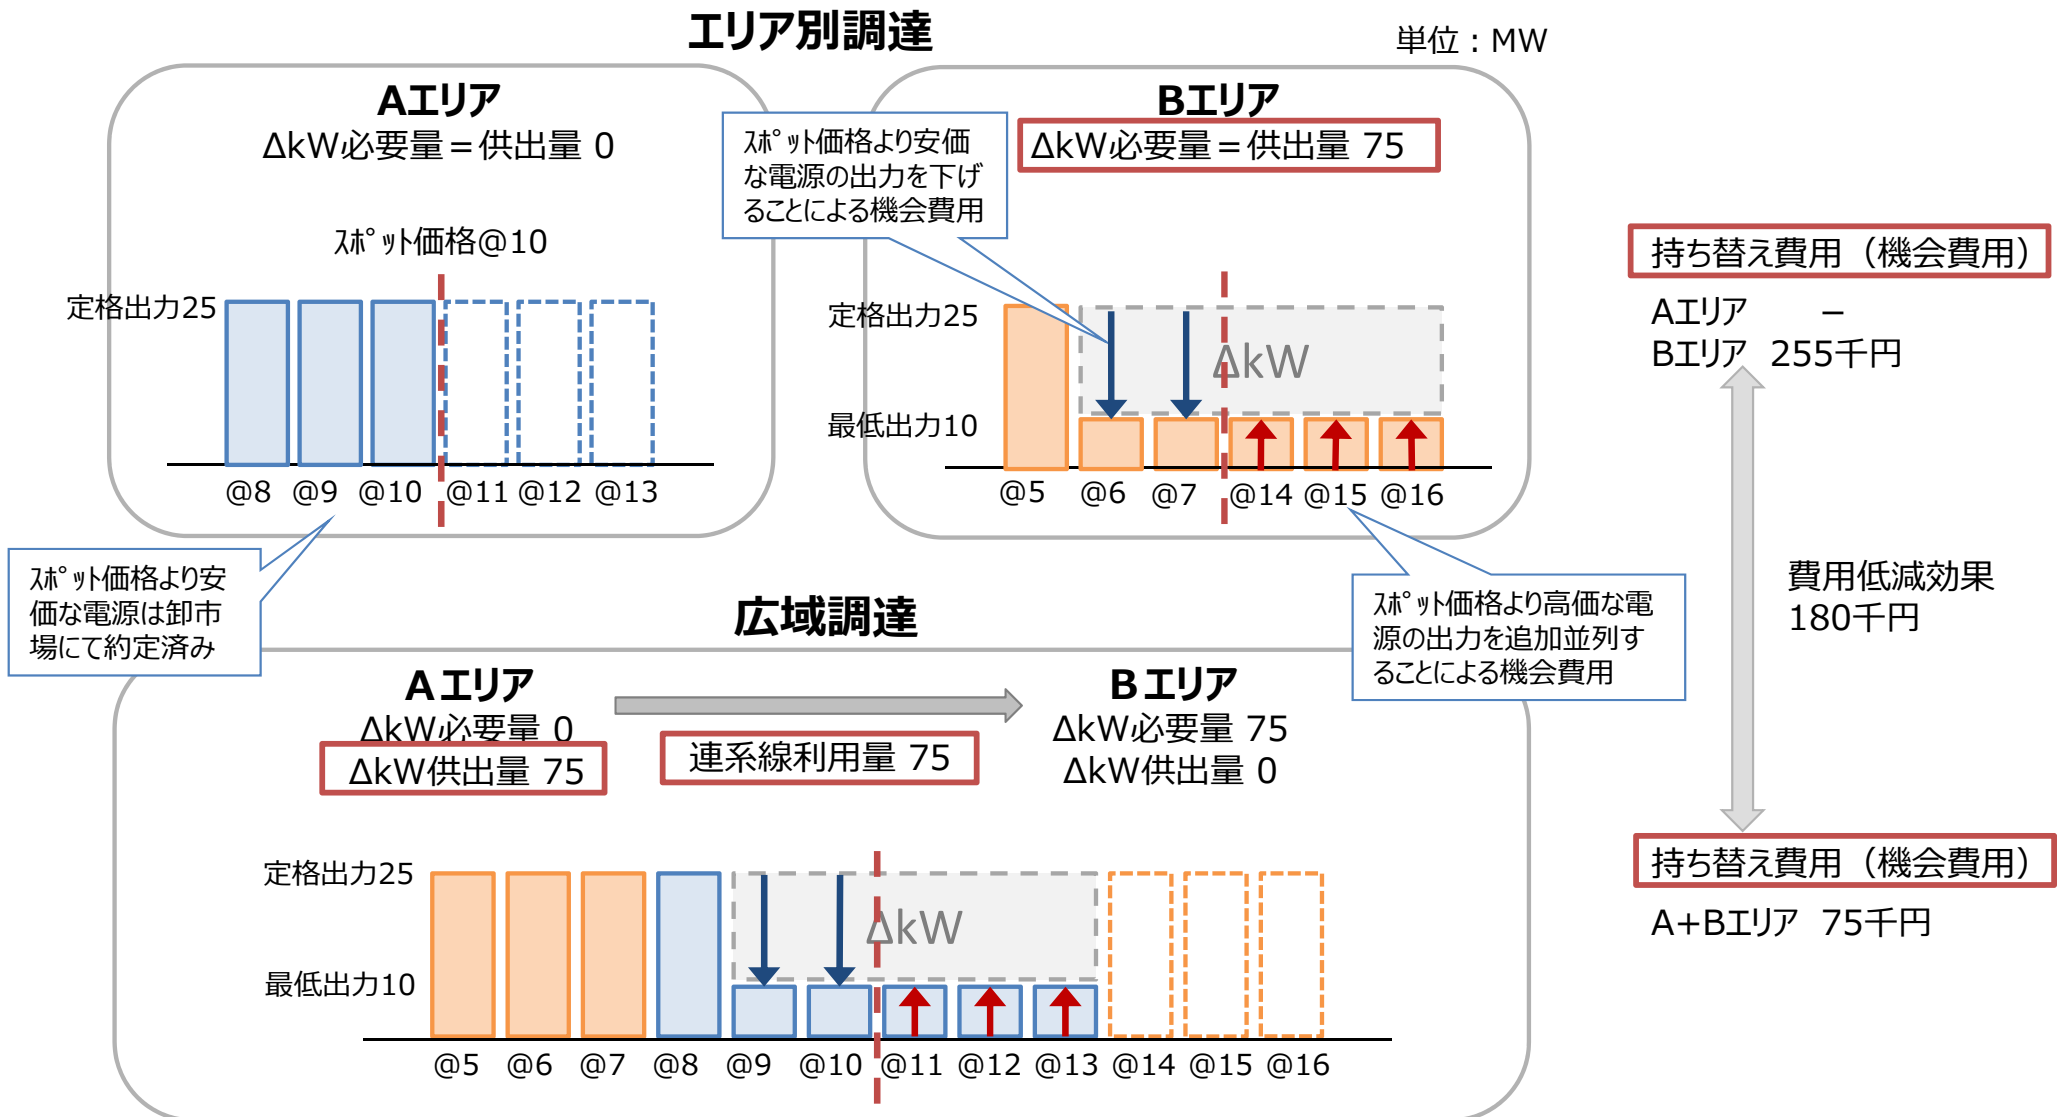 エリア別調達
単位：MW
Aエリア
ΔkW必要量＝供出量 0
スポット価格@10
定格出力25
@8 @9 @10 @11 @12 @13
ｽﾎﾟｯﾄ価格より安価
な電源の出力を下げ
ることによる機会費用
Bエリア
ΔkW必要量＝供出量 75
定格出力25
ΔkW
最低出力10
@5 @6 @7 @14 @15 @16
持ち替え費用（機会費用）
Aエリア －
Bエリア 255千円
ｽﾎﾟｯﾄ価格より安
価な電源は卸市
場にて約定済み
ｽﾎﾟｯﾄ価格より高価な電
源の出力を追加並列す
ることによる機会費用
費用低減効果
180千円
広域調達
Aエリア
ΔkW必要量 0
ΔkW供出量 75
連系線利用量 75
Bエリア
ΔkW必要量 75
ΔkW供出量 0
定格出力25
ΔkW
最低出力10
@5 @6 @7 @8 @9 @10 @11 @12 @13 @14 @15 @16
持ち替え費用（機会費用）
A+Bエリア 75千円